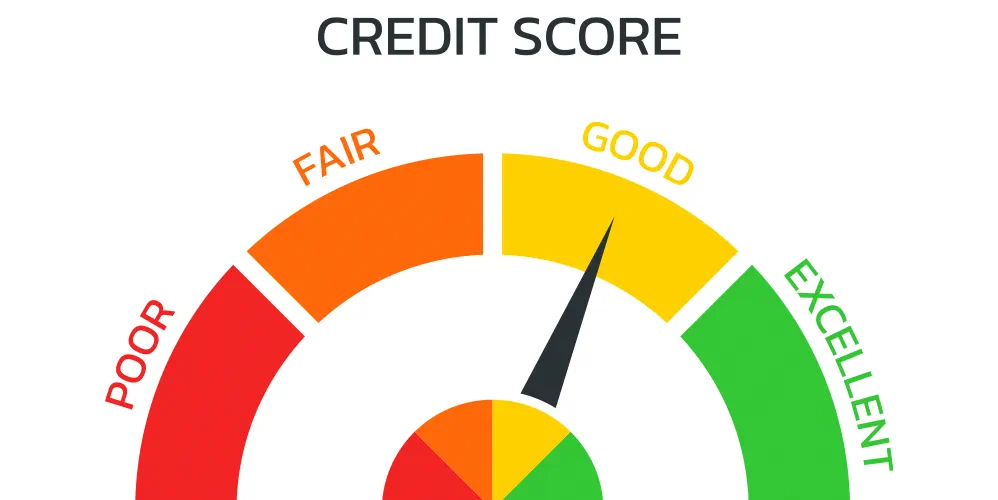 CREDIT SCORE
POOR
FAIR
GOOD
EXCELLENT